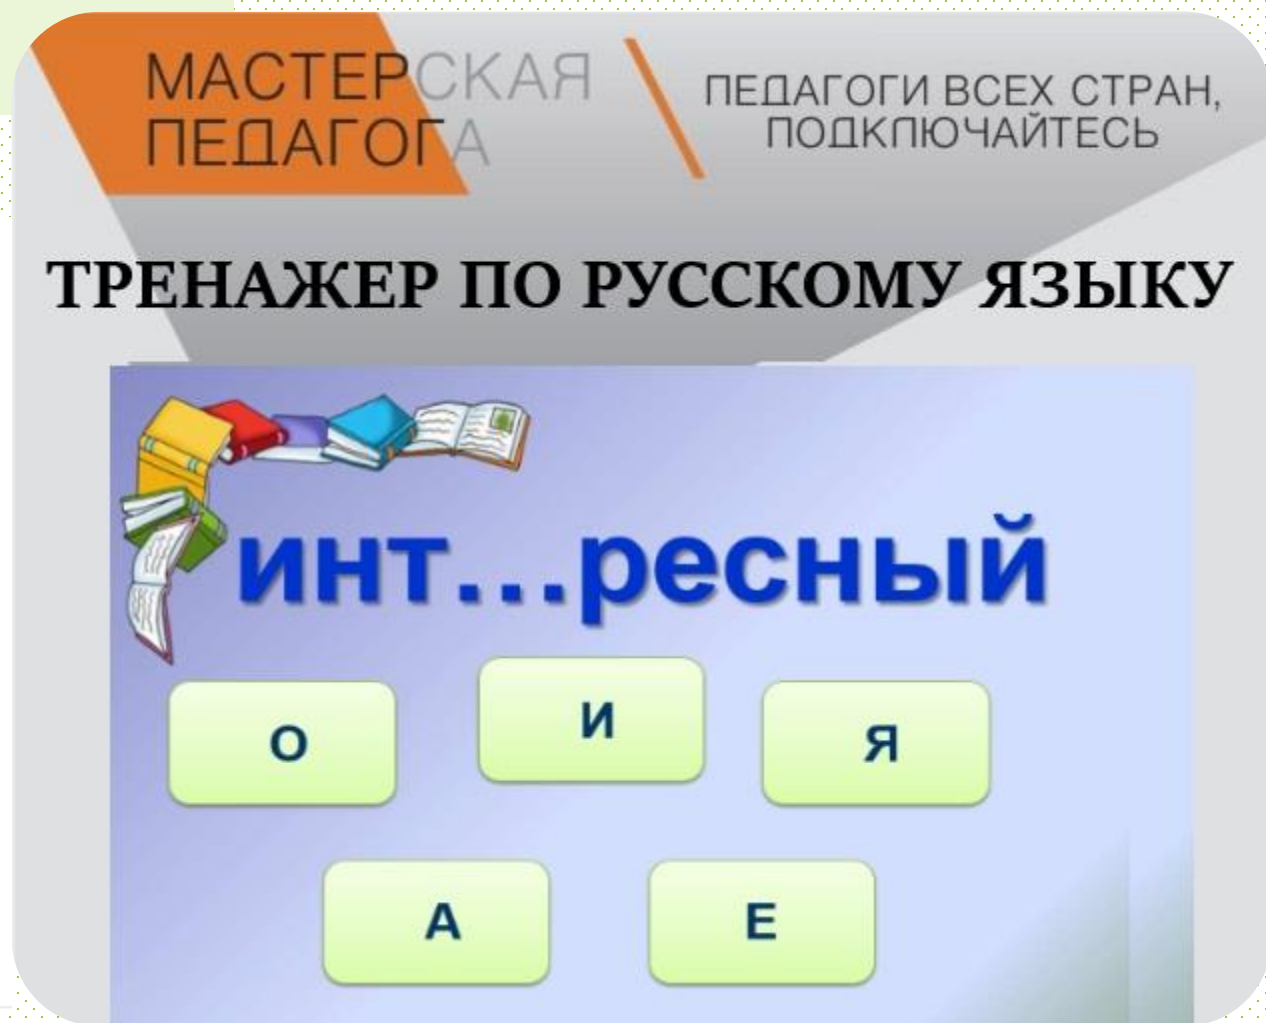 МАСТЕРСКАЯ
ПЕДАГОГА
ПЕДАГОГИ ВСЕХ СТРАН,
ПОДКЛЮЧАЙТЕСЬ
ТРЕНАЖЕР ПО РУССКОМУ ЯЗЫКУ
инт...ресный
О И Я
А Е